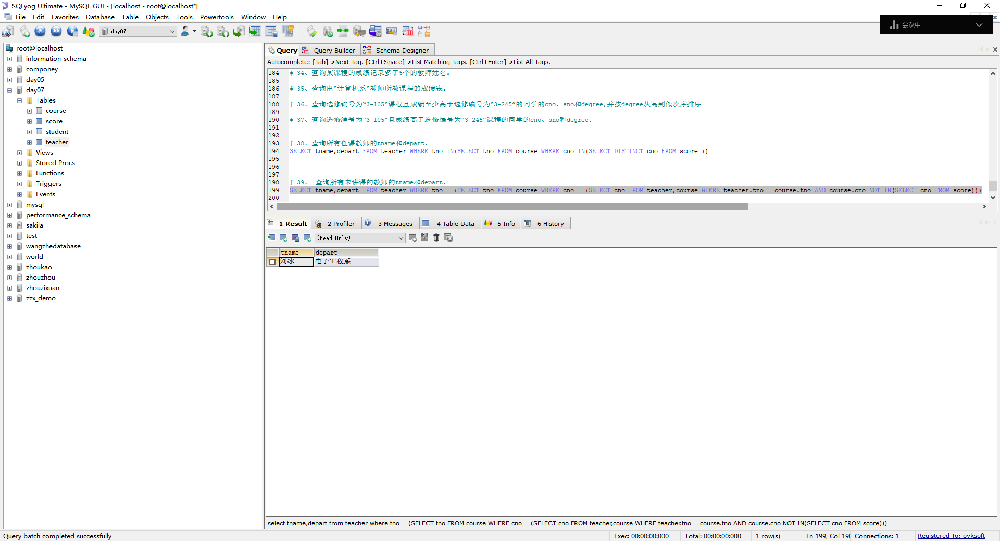 SQLyog Ultimate - MySQL GUI - [localhost - root@localhost*]
File Edit Favorites Database Table Objects Tools Powertools Window Help
会议中
day07
root@localhost
information_schema
componey
day05
day07
Tables
course
score
student
teacher
Views
Stored Procs
Functions
Triggers
Events
mysql
performance_schema
sakila
test
wangzhedatabase
world
zhoukao
zhouzhou
zhouzixuan
zzx_demo
Query Query Builder Schema Designer
Autocomplete: [Tab]->Next Tag. [Ctrl+Space]->List Matching Tags. [Ctrl+Enter]->List All Tags.
184 # 34、查询某课程的成绩记录多于5个的教师姓名。
185
186 # 35、查询出“计算机系“教师所教课程的成绩表。
187
188 # 36、查询选修编号为“3-105“课程且成绩至少高于选修编号为“3-245”的同学的cno、sno和degree,并按degree从高到低次序排序
189
190 # 37、查询选修编号为“3-105”且成绩高于选修编号为“3-245”课程的同学的cno、sno和degree.
191
192
193 # 38、查询所有任课教师的tname和depart.
194 SELECT tname,depart FROM teacher WHERE tno IN(SELECT tno FROM course WHERE cno IN(SELECT DISTINCT cno FROM score ))
195
196
197
198 # 39、 查询所有未讲课的教师的tname和depart.
199 SELECT tname,depart FROM teacher WHERE tno = (SELECT tno FROM course WHERE cno = (SELECT cno FROM teacher,course WHERE teacher.tno = course.tno AND course.cno NOT IN(SELECT cno FROM score)))
200
1 Result 2 Profiler 3 Messages 4 Table Data 5 Info 18 6 History
(Read Only)
tname depart
刘冰 电子工程系
select tname,depart from teacher where tno = (SELECT tno FROM course WHERE cno = (SELECT cno FROM teacher,course WHERE teacher.tno = course.tno AND course.cno NOT IN(SELECT cno FROM score)))
Query batch completed successfully Exec: 00:00:00:000 Total: 00:00:00:000 1 row(s) Ln 199, Col 19 Connections: 1 Registered To: ovksoft